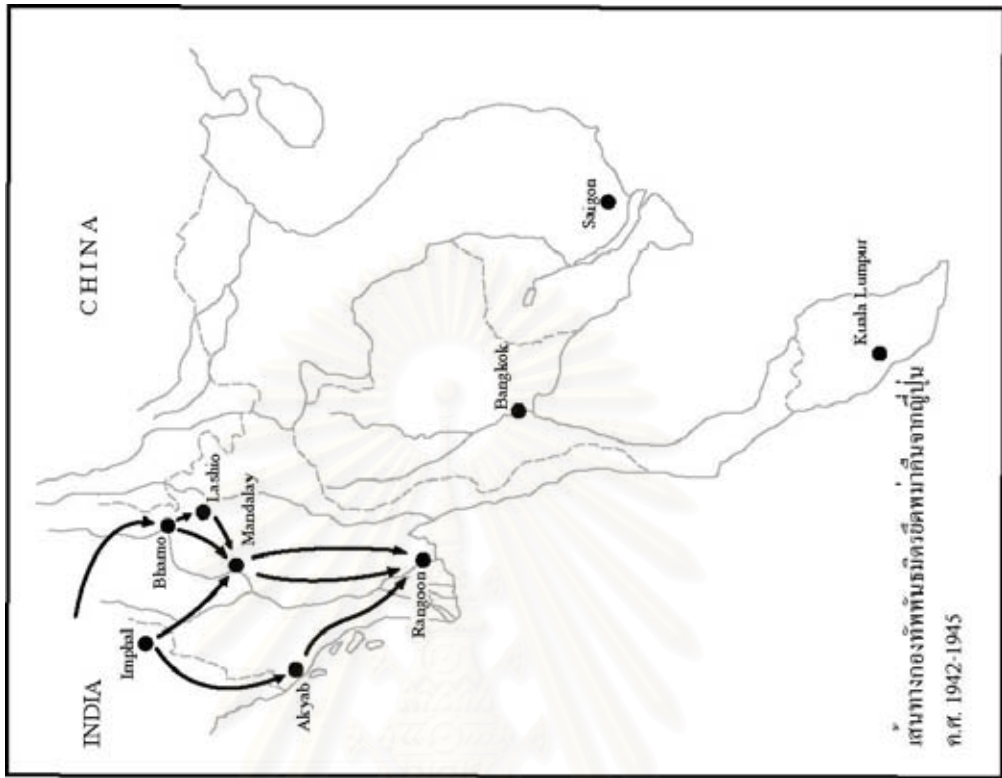 CHINA
INDIA
Imphal
Bhamo
Lashio
Mandalay
Akyab
Rangoon
Bangkok
Saigon
Kuala Lumpur
เส้นทางกองทัพพันธมิตรยึดพม่าคืนจากญี่ปุ่น
ค.ศ. 1942-1945